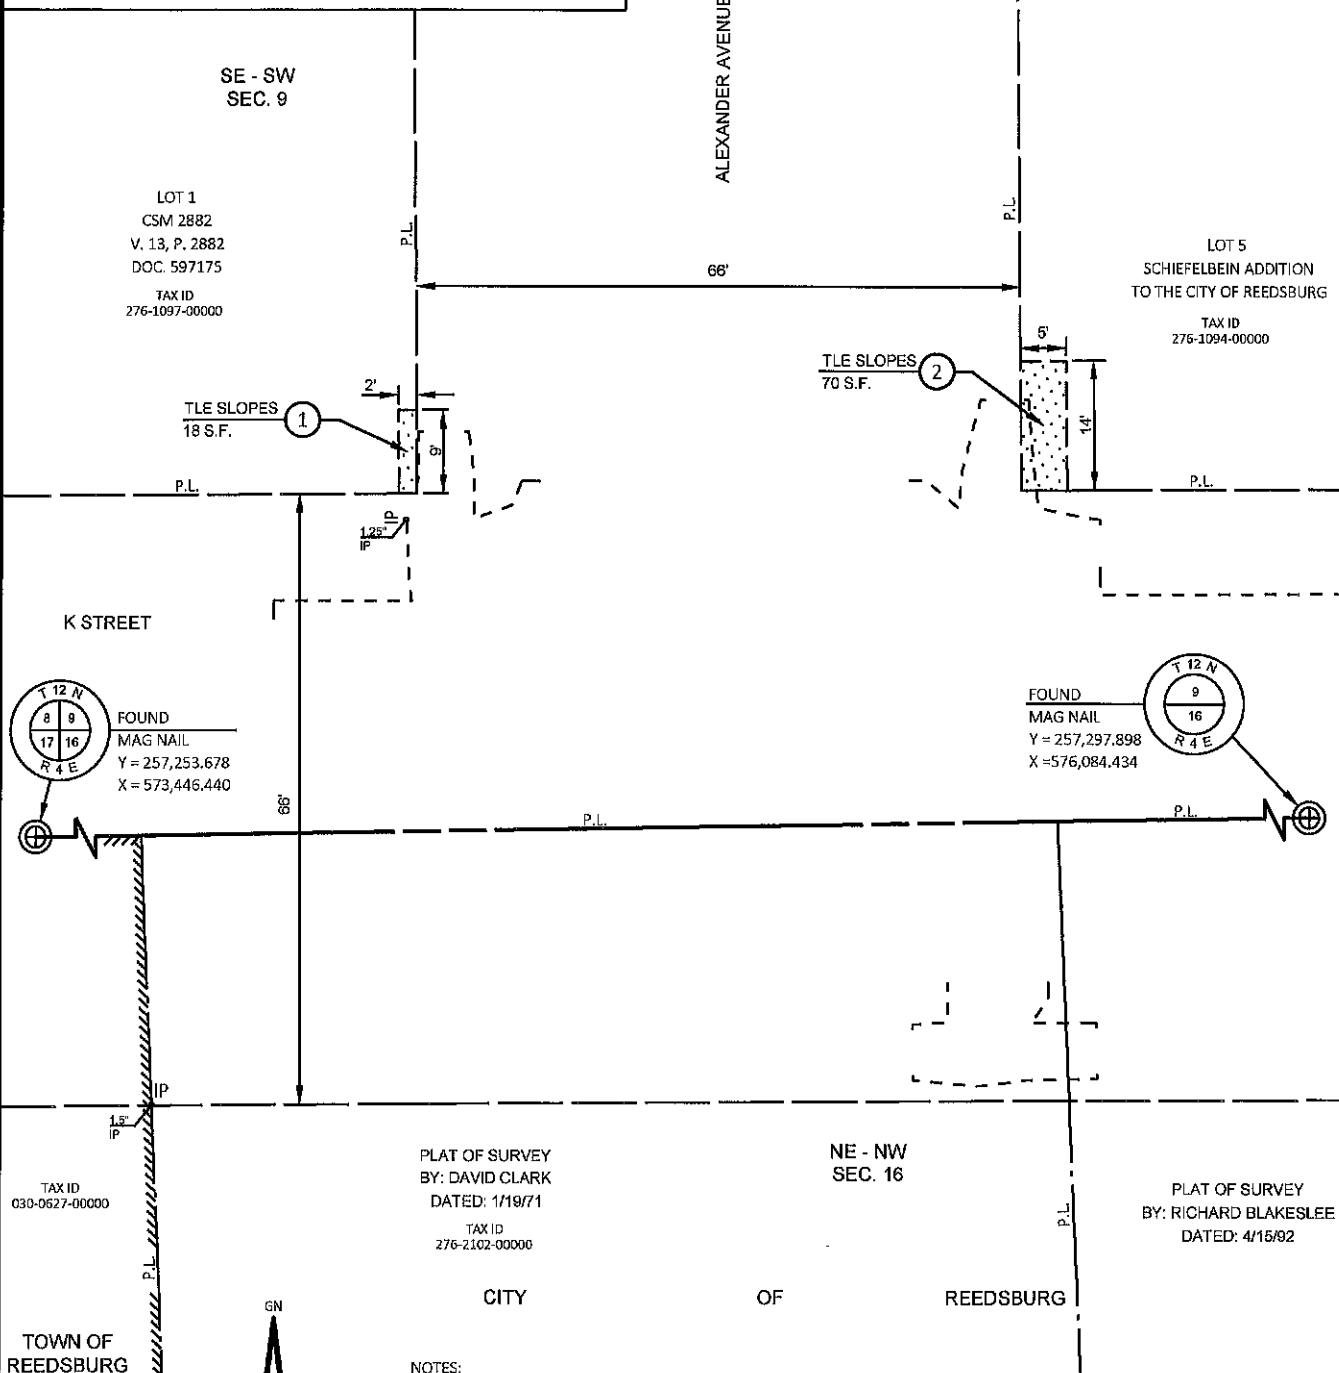 SE - SW
SEC. 9
ALEXANDER AVENUE
LOT 1
CSM 2882
V. 13, P. 2882
DOC. 597175
TAX ID
276-1097-00000
P.L.
P.L.
66'
LOT 5
SCHIEFELBEIN ADDITION
TO THE CITY OF REEDSBURG
TAX ID
276-1094-00000
5'
TLE SLOPES
70 S.F.
2
14'
2'
TLE SLOPES
18 S.F.
1
9'
P.L.
P.L.
1.25"
IP
IP
K STREET
T 12 N
8 9
17 16
R 4 E
FOUND
MAG NAIL
Y = 257,253.678
X = 573,446.440
66'
FOUND
MAG NAIL
Y = 257,297.898
X =576,084.434
T 12 N
9
16
R 4 E
P.L.
P.L.
IP
1.5"
IP
TAX ID
030-0627-00000
PLAT OF SURVEY
BY: DAVID CLARK
DATED: 1/19/71
TAX ID
276-2102-00000
NE - NW
SEC. 16
P.L.
PLAT OF SURVEY
BY: RICHARD BLAKESLEE
DATED: 4/15/92
P.L.
CITY OF REEDSBURG
GN
TOWN OF
REEDSBURG
NOTES: